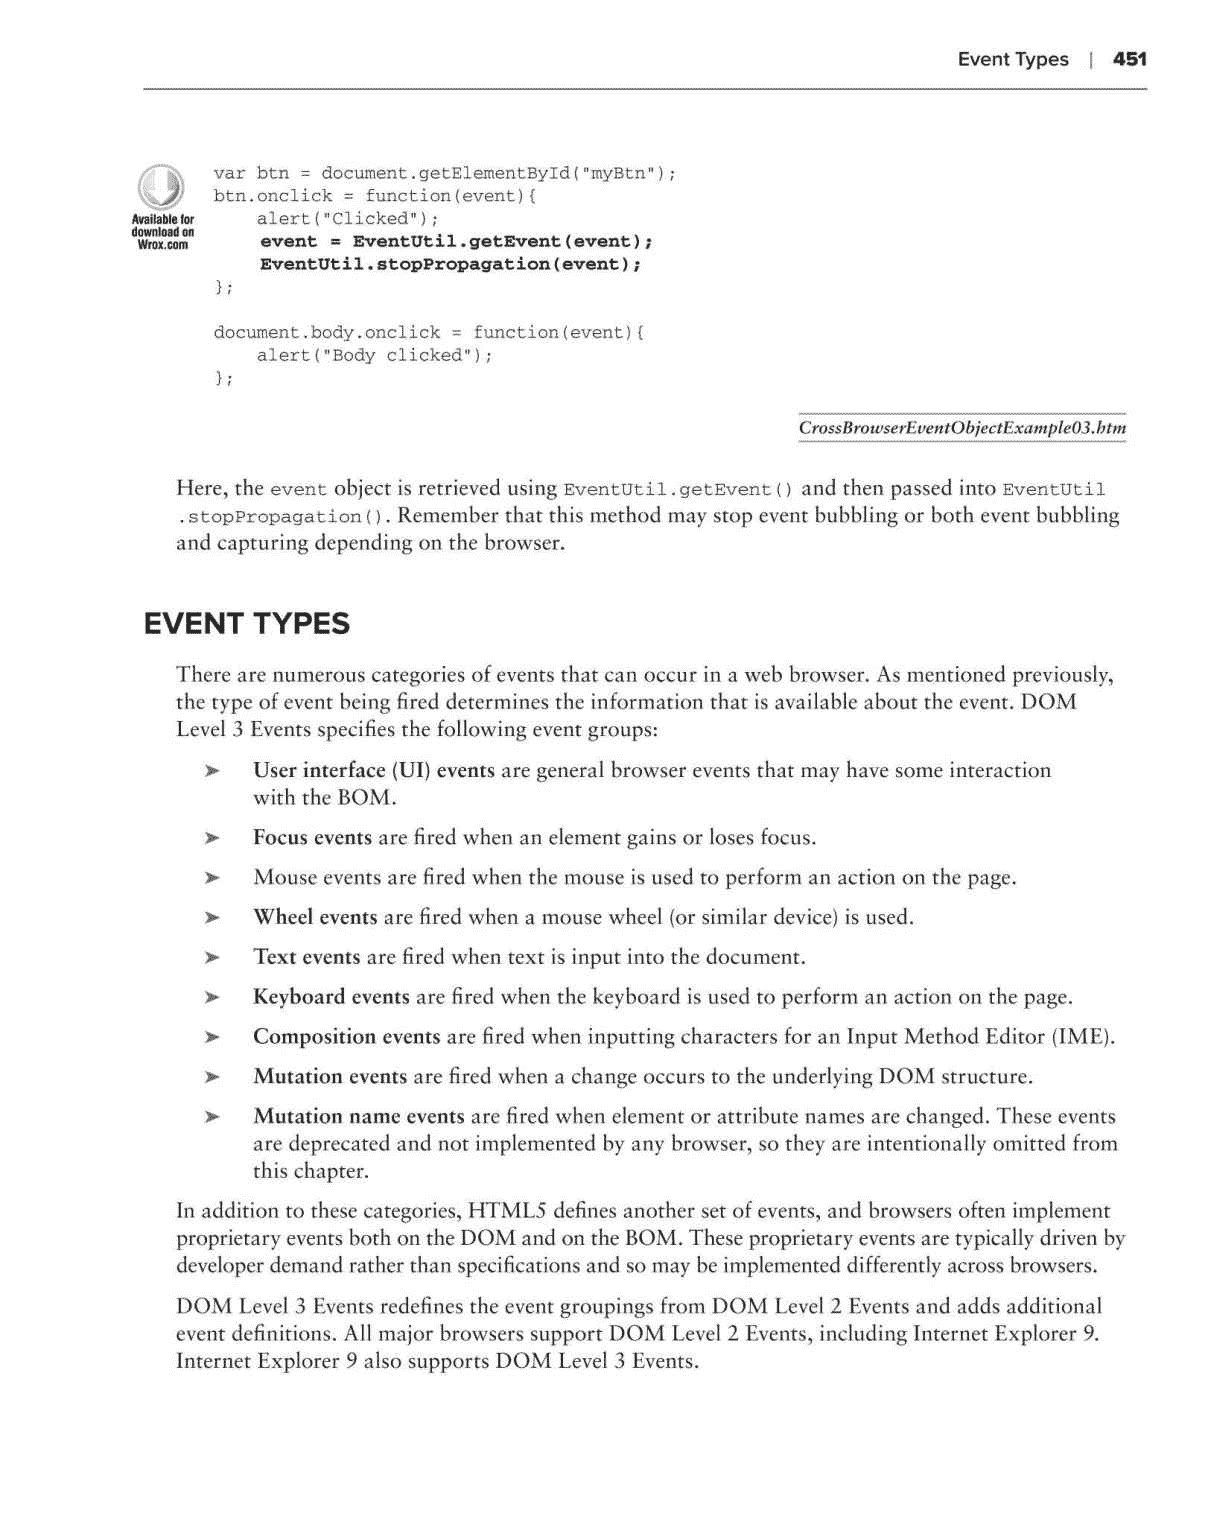 Event Types | 451
Available for
download on
Wrox.com
var btn = document.getElementById("myBtn");
btn.onclick = function(event){
    alert("Clicked");
    event = EventUtil.getEvent(event);
    EventUtil.stopPropagation(event);
};
document.body.onclick = function(event){
    alert("Body clicked");
};
CrossBrowserEventObjectExample03.htm
Here, the event object is retrieved using EventUtil.getEvent() and then passed into EventUtil
.stopPropagation(). Remember that this method may stop event bubbling or both event bubbling
and capturing depending on the browser.
EVENT TYPES
There are numerous categories of events that can occur in a web browser. As mentioned previously,
the type of event being fired determines the information that is available about the event. DOM
Level 3 Events specifies the following event groups:
➤ User interface (UI) events are general browser events that may have some interaction
with the BOM.
➤ Focus events are fired when an element gains or loses focus.
➤ Mouse events are fired when the mouse is used to perform an action on the page.
➤ Wheel events are fired when a mouse wheel (or similar device) is used.
➤ Text events are fired when text is input into the document.
➤ Keyboard events are fired when the keyboard is used to perform an action on the page.
➤ Composition events are fired when inputting characters for an Input Method Editor (IME).
➤ Mutation events are fired when a change occurs to the underlying DOM structure.
➤ Mutation name events are fired when element or attribute names are changed. These events
are deprecated and not implemented by any browser, so they are intentionally omitted from
this chapter.
In addition to these categories, HTML5 defines another set of events, and browsers often implement
proprietary events both on the DOM and on the BOM. These proprietary events are typically driven by
developer demand rather than specifications and so may be implemented differently across browsers.
DOM Level 3 Events redefines the event groupings from DOM Level 2 Events and adds additional
event definitions. All major browsers support DOM Level 2 Events, including Internet Explorer 9.
Internet Explorer 9 also supports DOM Level 3 Events.